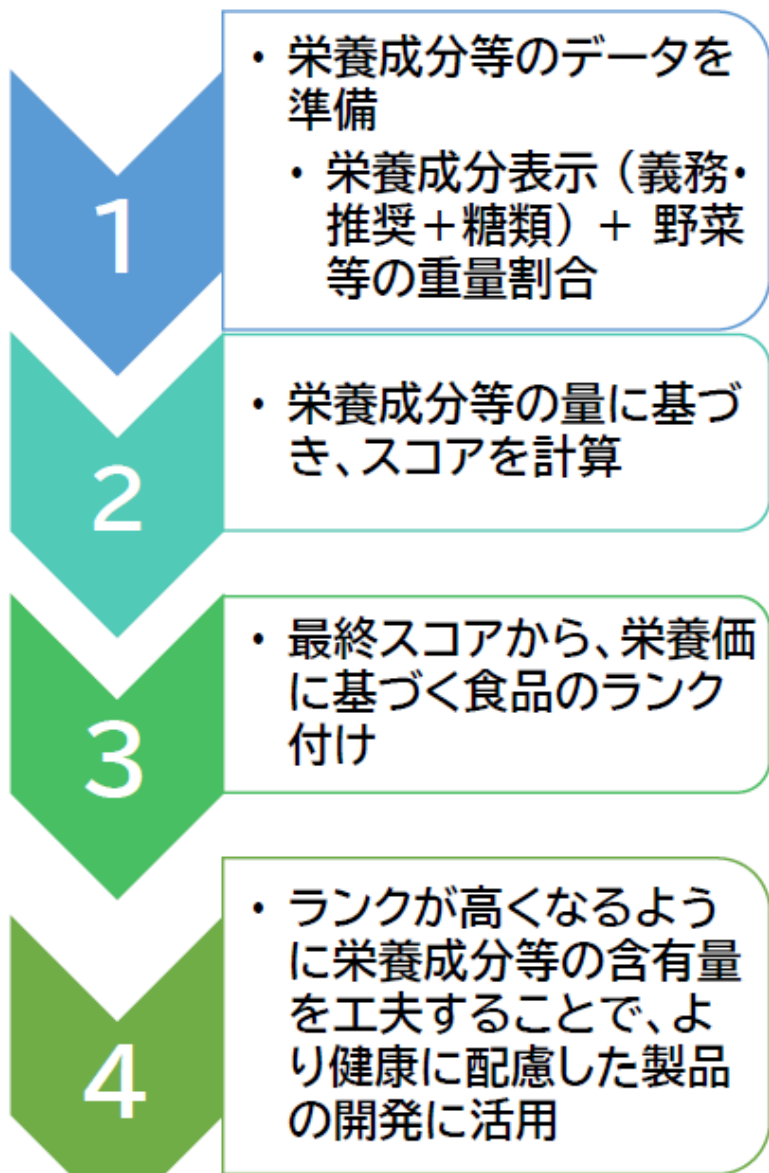 1
・ 栄養成分等のデータを
準備
・ 栄養成分表示（義務・
推奨＋糖類）＋ 野菜
等の重量割合
2
・ 栄養成分等の量に基づ
き、スコアを計算
3
・ 最終スコアから、栄養価
に基づく食品のランク
付け
4
・ ランクが高くなるよう
に栄養成分等の含有量
を工夫することで、よ
り健康に配慮した製品
の開発に活用